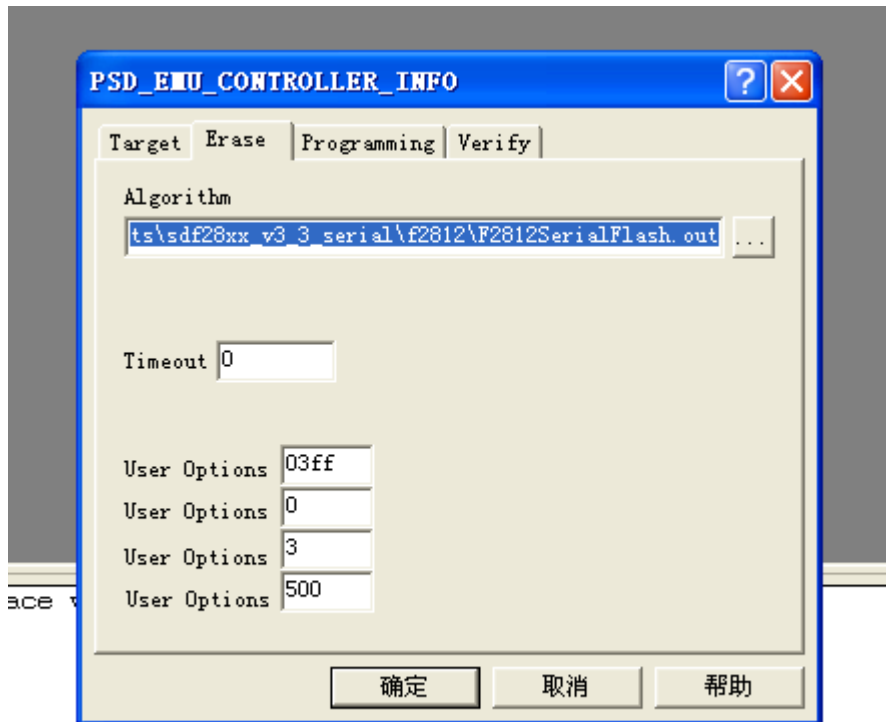 PSD_EMU_CONTROLLER_INFO
Target Erase Programming Verify
Algorithm
ts\sdf28xx_v3_3_serial\f2812\F2812SerialFlash.out ...
Timeout 0
User Options 03ff
User Options 0
User Options 3
User Options 500
ace
确定 取消 帮助